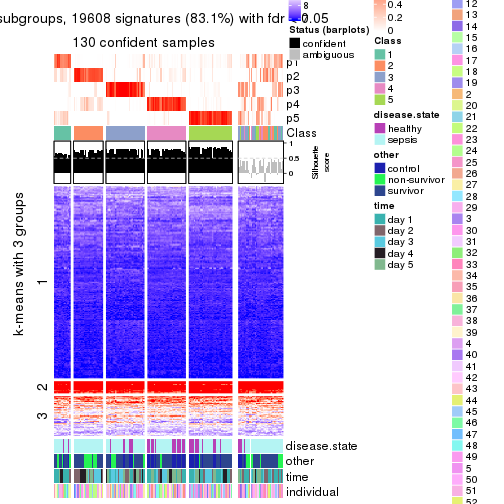 subgroups, 19608 signatures (83.1%) with fdr < 0.05
130 confident samples
p1
p2
p3
p4
p5
Class
1
0.5
0
Silhouette
score
k-means with 3 groups
1
2
3
disease.state
other
time
individual
8
Status (barplots)
confident
ambiguous
0.4
0.2
0
Class
1
2
3
4
5
disease.state
healthy
sepsis
other
control
non-survivor
survivor
time
day 1
day 2
day 3
day 4
day 5
12
13
14
15
16
17
18
19
2
20
21
22
23
24
25
26
27
28
29
3
30
31
32
33
34
35
36
37
38
39
4
40
41
42
43
44
45
46
47
48
49
5
50
51
52